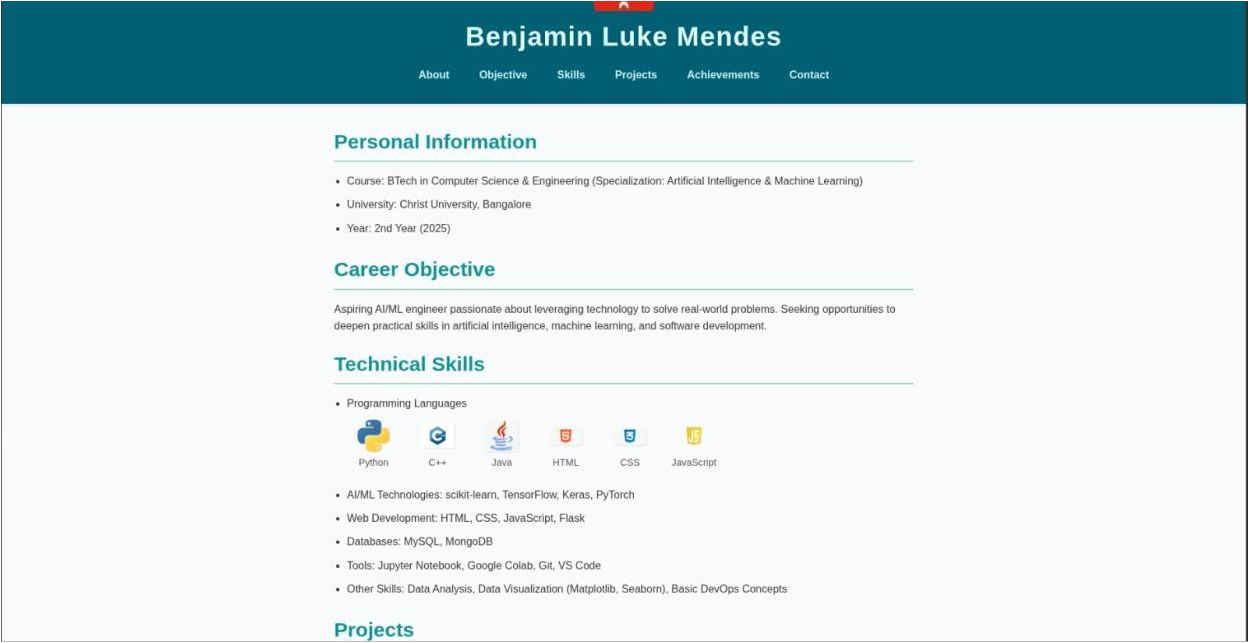 Benjamin Luke Mendes
About Objective Skills Projects Achievements Contact
Personal Information
• Course: BTech in Computer Science & Engineering (Specialization: Artificial Intelligence & Machine Learning)
• University: Christ University, Bangalore
• Year: 2nd Year (2025)
Career Objective
Aspiring AI/ML engineer passionate about leveraging technology to solve real-world problems. Seeking opportunities to
deepen practical skills in artificial intelligence, machine learning, and software development.
Technical Skills
• Programming Languages
Python C++ Java HTML CSS JavaScript
• AI/ML Technologies: scikit-learn, TensorFlow, Keras, PyTorch
• Web Development: HTML, CSS, JavaScript, Flask
• Databases: MySQL, MongoDB
• Tools: Jupyter Notebook, Google Colab, Git, VS Code
• Other Skills: Data Analysis, Data Visualization (Matplotlib, Seaborn), Basic DevOps Concepts
Projects